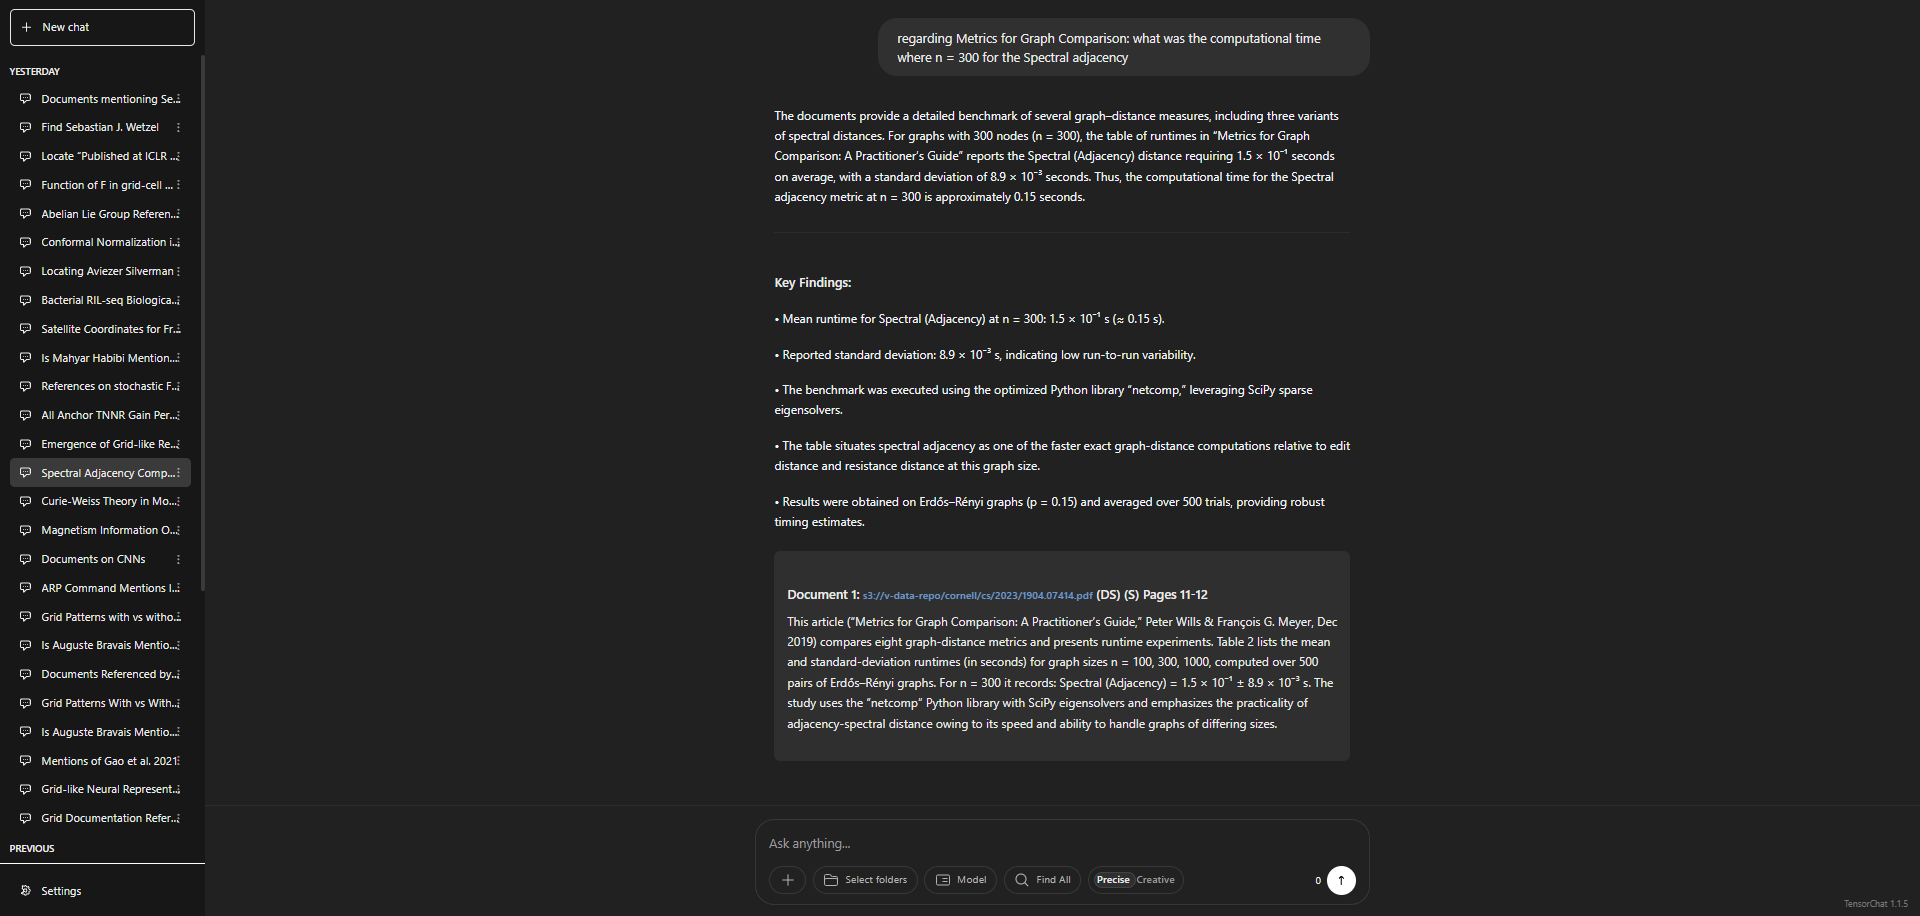 New chat
YESTERDAY
Documents mentioning Se...
Find Sebastian J. Wetzel
Locate “Published at ICLR ...
Function of F in grid-cell ...
Abelian Lie Group Referen...
Conformal Normalization i...
Locating Aviezer Silverman
Bacterial RIL-seq Biologica...
Satellite Coordinates for Fr...
Is Mahyar Habibi Mention...
References on stochastic F...
All Anchor TNNR Gain Per...
Emergence of Grid-like Re...
Spectral Adjacency Comp...
Curie-Weiss Theory in Mo...
Magnetism Information O...
Documents on CNNs
ARP Command Mentions I...
Grid Patterns with vs witho...
Is Auguste Bravais Mentio...
Documents Referenced by...
Grid Patterns With vs With...
Is Auguste Bravais Mentio...
Mentions of Gao et al. 2021
Grid-like Neural Represent...
Grid Documentation Refer...
PREVIOUS
Settings
regarding Metrics for Graph Comparison: what was the computational time
where n = 300 for the Spectral adjacency
The documents provide a detailed benchmark of several graph–distance measures, including three variants
of spectral distances. For graphs with 300 nodes (n = 300), the table of runtimes in “Metrics for Graph
Comparison: A Practitioner’s Guide” reports the Spectral (Adjacency) distance requiring 1.5 × 10⁻¹ seconds
on average, with a standard deviation of 8.9 × 10⁻³ seconds. Thus, the computational time for the Spectral
adjacency metric at n = 300 is approximately 0.15 seconds.
Key Findings:
• Mean runtime for Spectral (Adjacency) at n = 300: 1.5 × 10⁻¹ s (≈ 0.15 s).
• Reported standard deviation: 8.9 × 10⁻³ s, indicating low run-to-run variability.
• The benchmark was executed using the optimized Python library “netcomp,” leveraging SciPy sparse
eigensolvers.
• The table situates spectral adjacency as one of the faster exact graph-distance computations relative to edit
distance and resistance distance at this graph size.
• Results were obtained on Erdős–Rényi graphs (p = 0.15) and averaged over 500 trials, providing robust
timing estimates.
Document 1: s3://v-data-repo/cornell/cs/2023/1904.07414.pdf (DS) (S) Pages 11-12
This article (“Metrics for Graph Comparison: A Practitioner’s Guide,” Peter Wills & François G. Meyer, Dec
2019) compares eight graph-distance metrics and presents runtime experiments. Table 2 lists the mean
and standard-deviation runtimes (in seconds) for graph sizes n = 100, 300, 1000, computed over 500
pairs of Erdős–Rényi graphs. For n = 300 it records: Spectral (Adjacency) = 1.5 × 10⁻¹ ± 8.9 × 10⁻³ s. The
study uses the “netcomp” Python library with SciPy eigensolvers and emphasizes the practicality of
adjacency-spectral distance owing to its speed and ability to handle graphs of differing sizes.
Ask anything...
Select folders
Model
Find All
Precise Creative
0
TensorChat 1.1.5